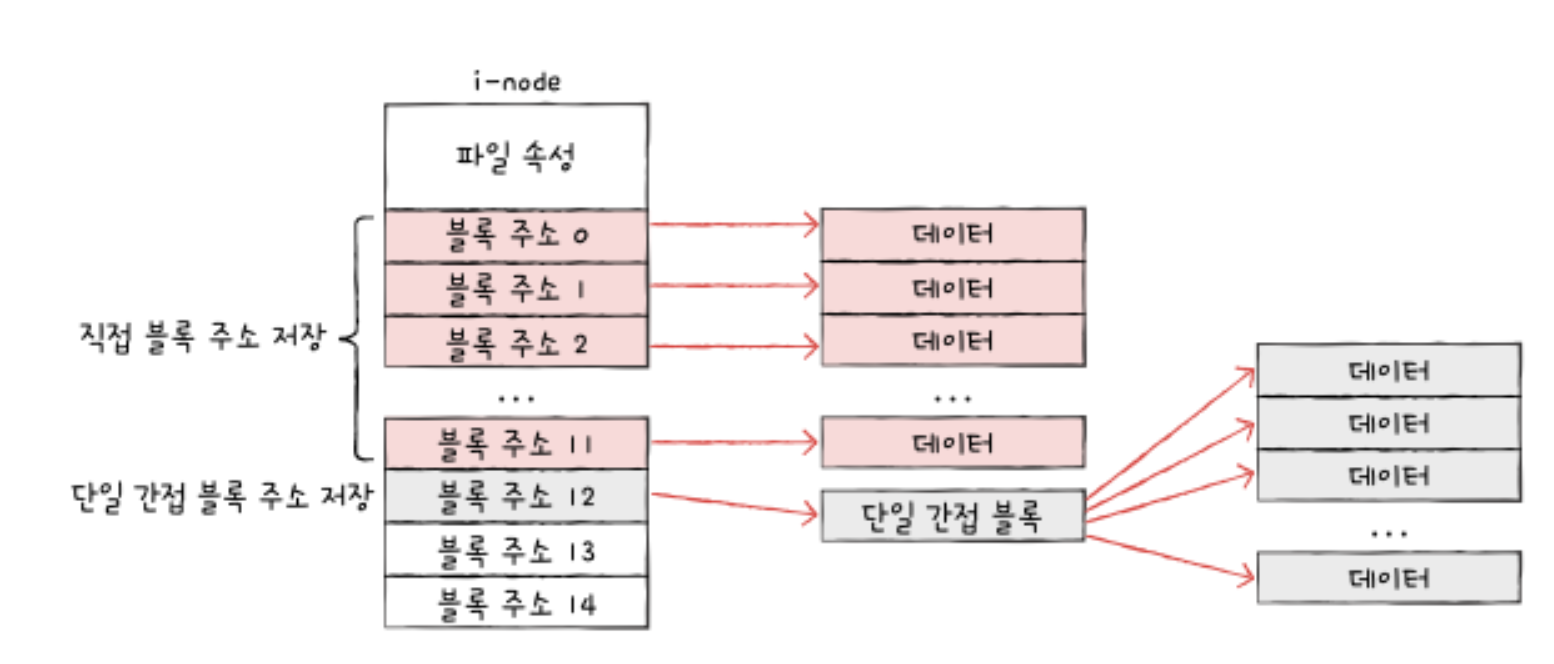 i-node
파일 속성
블록 주소 0
데이터
블록 주소 1
데이터
직접 블록 주소 저장
블록 주소 2
데이터
데이터
...
...
데이터
블록 주소 11
데이터
데이터
단일 간접 블록 주소 저장
블록 주소 12
단일 간접 블록
...
블록 주소 13
데이터
블록 주소 14